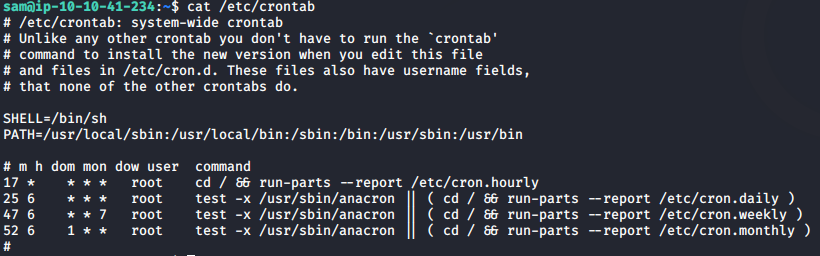 sam@ip-10-10-41-234:~$ cat /etc/crontab
# /etc/crontab: system-wide crontab
# Unlike any other crontab you don't have to run the `crontab'
# command to install the new version when you edit this file
# and files in /etc/cron.d. These files also have username fields,
# that none of the other crontabs do.

SHELL=/bin/sh
PATH=/usr/local/sbin:/usr/local/bin:/sbin:/bin:/usr/sbin:/usr/bin

# m h dom mon dow user  command
17 *    * * *   root    cd / && run-parts --report /etc/cron.hourly
25 6    * * *   root    test -x /usr/sbin/anacron || ( cd / && run-parts --report /etc/cron.daily )
47 6    * * 7   root    test -x /usr/sbin/anacron || ( cd / && run-parts --report /etc/cron.weekly )
52 6    1 * *   root    test -x /usr/sbin/anacron || ( cd / && run-parts --report /etc/cron.monthly )
#